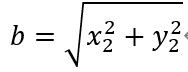 b = √(x₂² + y₂²)↵